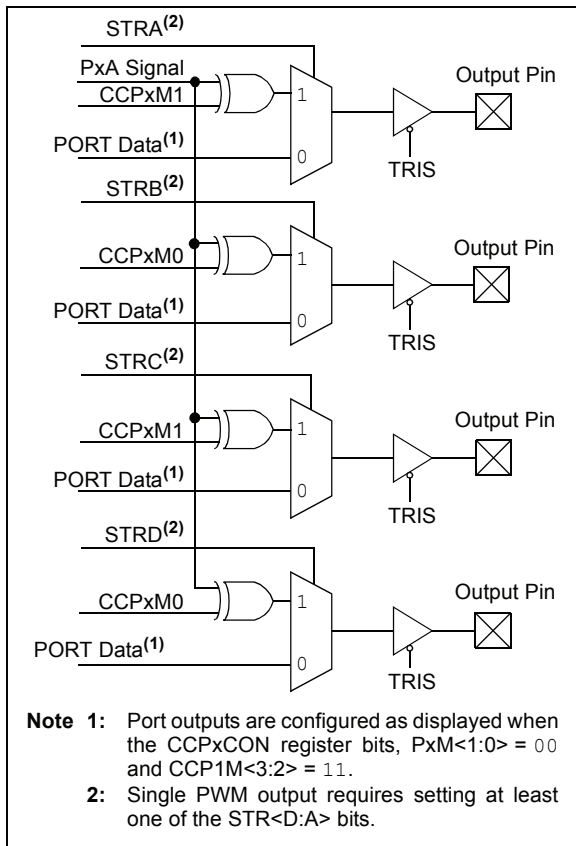 STRA(2)
PxA Signal
CCPxM1
1
Output Pin
PORT Data(1)
0
TRIS
STRB(2)
CCPxM0
1
Output Pin
PORT Data(1)
0
TRIS
STRC(2)
CCPxM1
1
Output Pin
PORT Data(1)
0
TRIS
STRD(2)
CCPxM0
1
Output Pin
PORT Data(1)
0
TRIS
Note 1: Port outputs are configured as displayed when
the CCPxCON register bits, PxM<1:0> = 00
and CCP1M<3:2> = 11.
2: Single PWM output requires setting at least
one of the STR<D:A> bits.